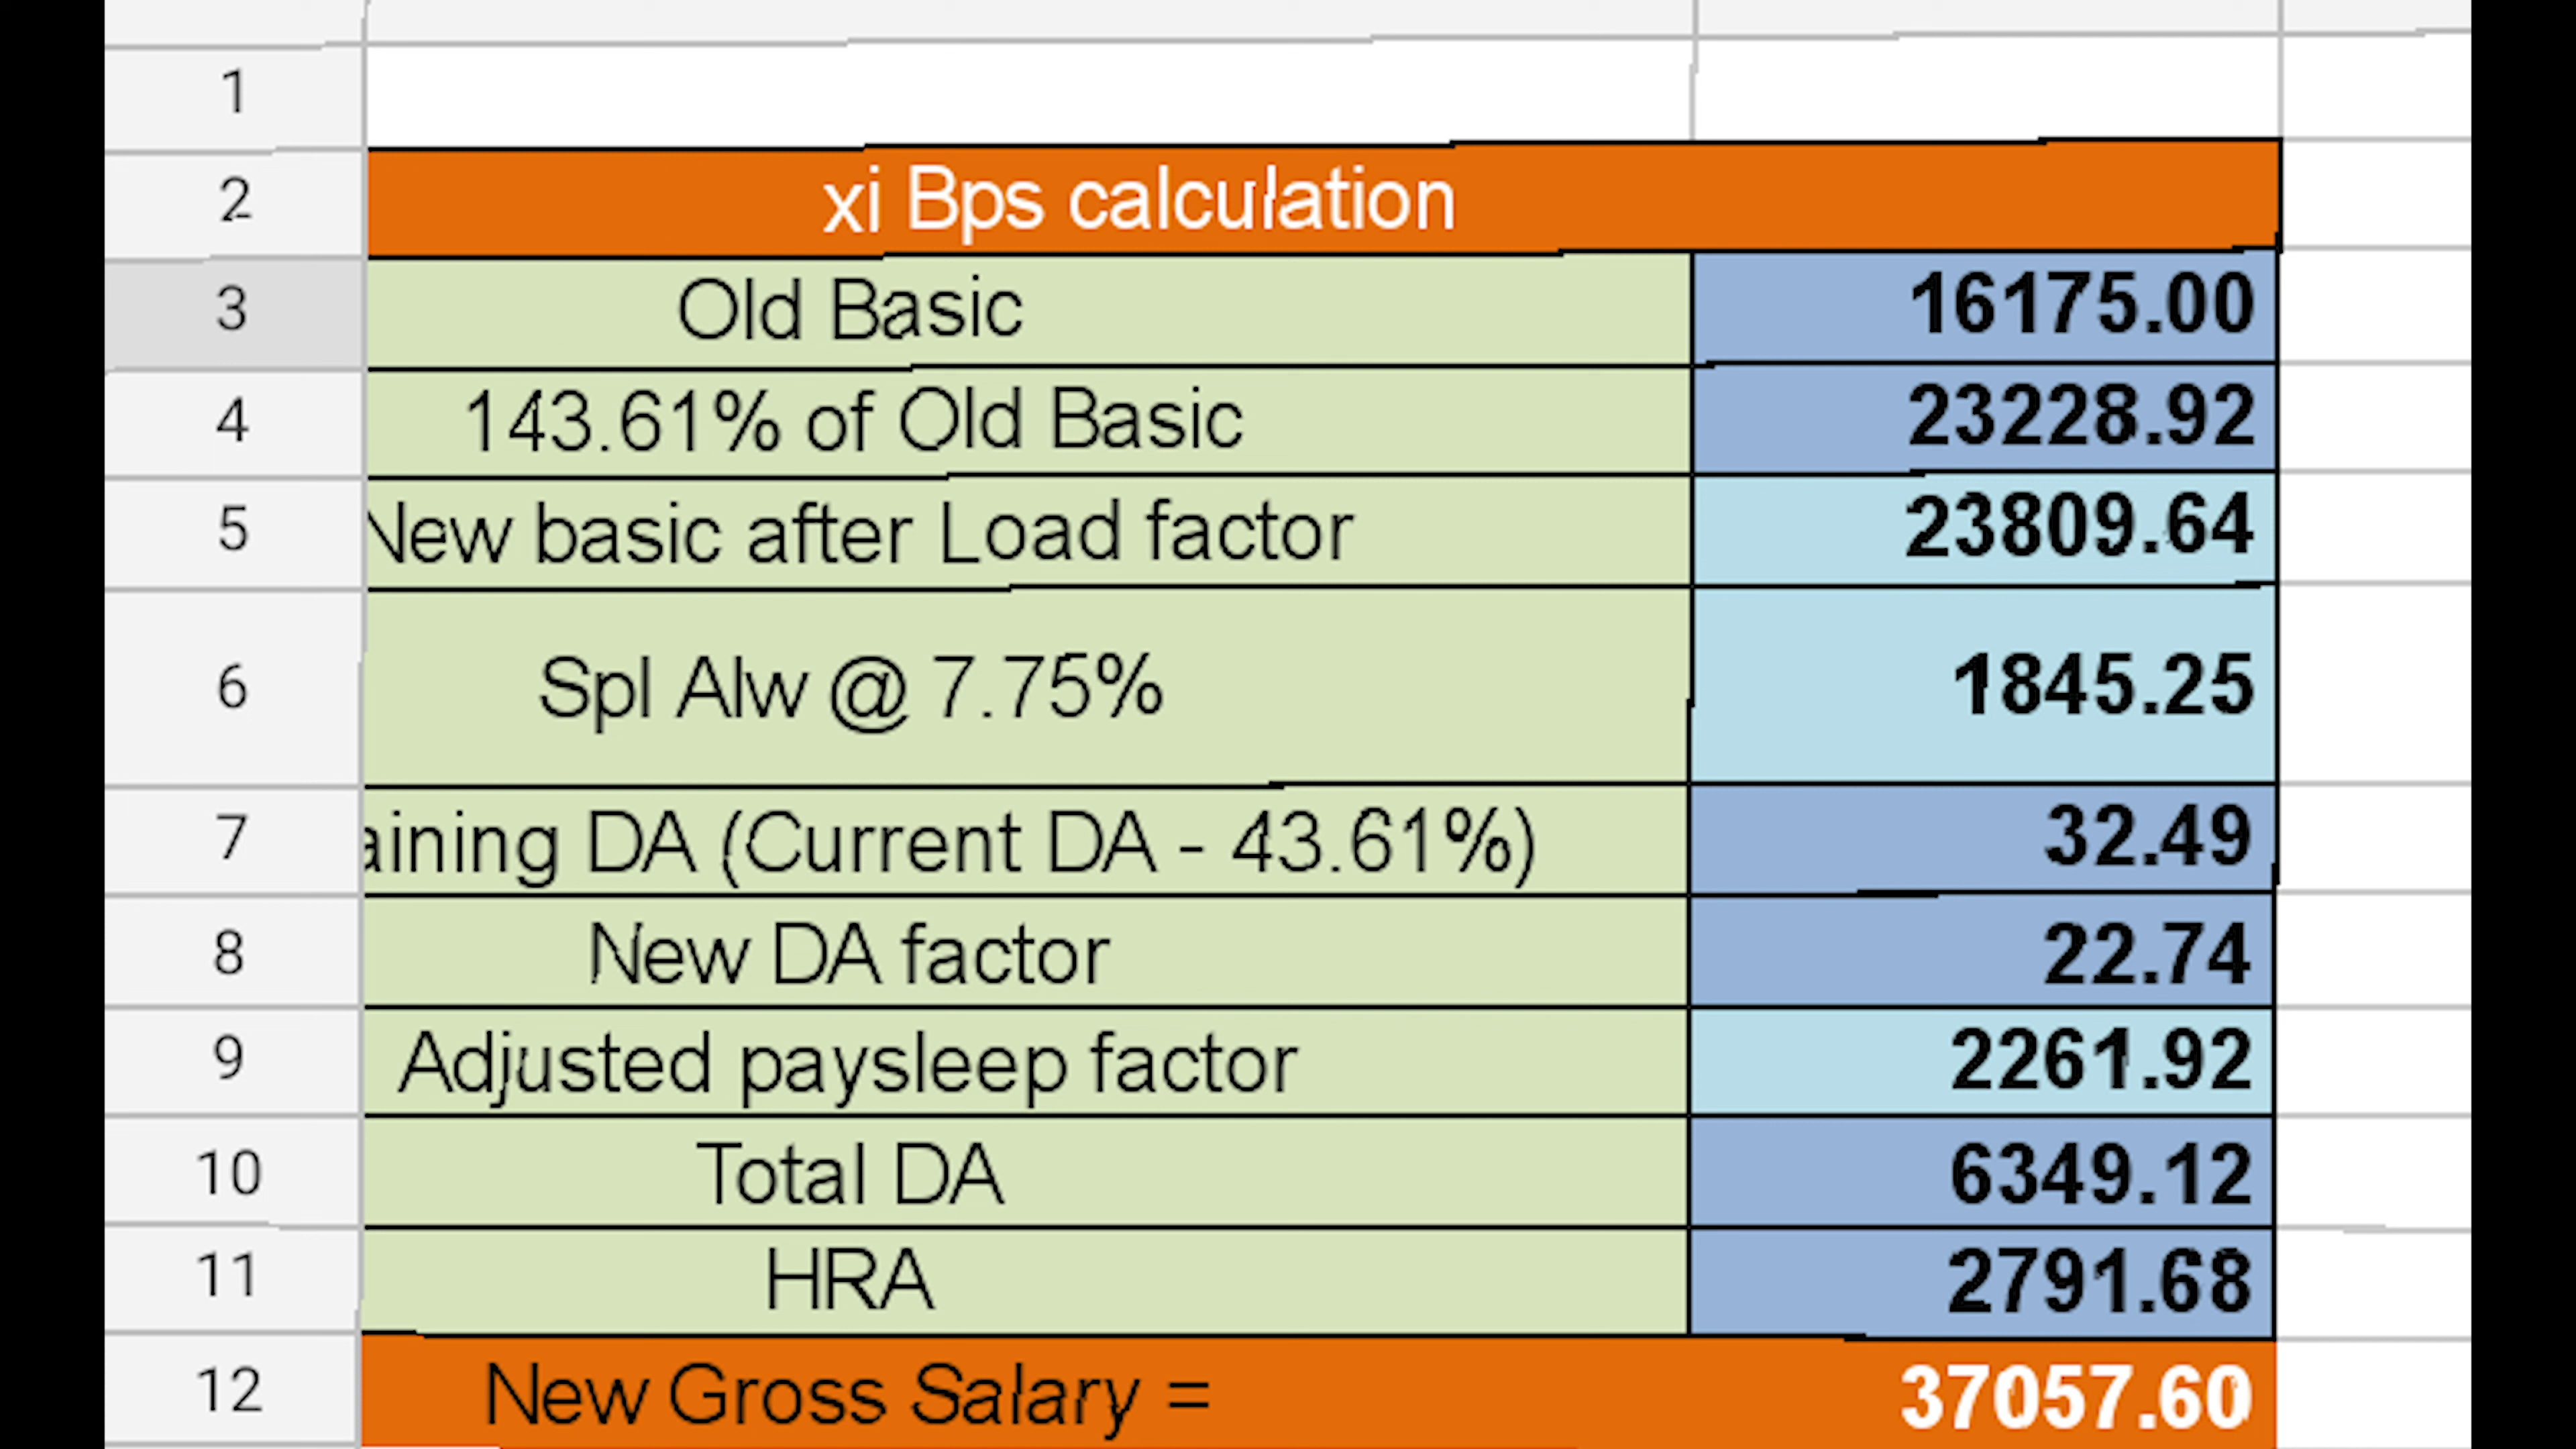 1
2 xi Bps calculation
3 Old Basic 16175.00
4 143.61% of Old Basic 23228.92
5 New basic after Load factor 23809.64
6 Spl Alw @ 7.75% 1845.25
7 aining DA (Current DA - 43.61%) 32.49
8 New DA factor 22.74
9 Adjusted paysleep factor 2261.92
10 Total DA 6349.12
11 HRA 2791.68
12 New Gross Salary = 37057.60